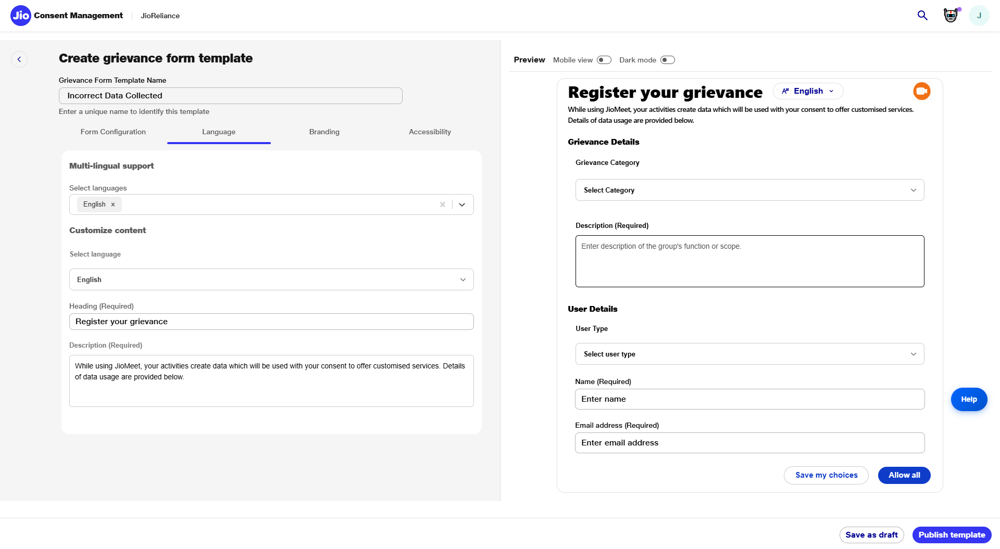 Jio Consent Management JioReliance J
Create grievance form template
Grievance Form Template Name
Incorrect Data Collected
Enter a unique name to identify this template
Form Configuration Language Branding Accessibility
Multi-lingual support
Select languages
English ×
Customize content
Select language
English
Heading (Required)
Register your grievance
Description (Required)
While using JioMeet, your activities create data which will be used with your consent to offer customised services. Details
of data usage are provided below.
Preview Mobile view Dark mode
Register your grievance English
While using JioMeet, your activities create data which will be used with your consent to offer customised services.
Details of data usage are provided below.
Grievance Details
Grievance Category
Select Category
Description (Required)
Enter description of the group's function or scope.
User Details
User Type
Select user type
Name (Required)
Enter name
Email address (Required)
Enter email address
Save my choices Allow all
Help
Save as draft Publish template